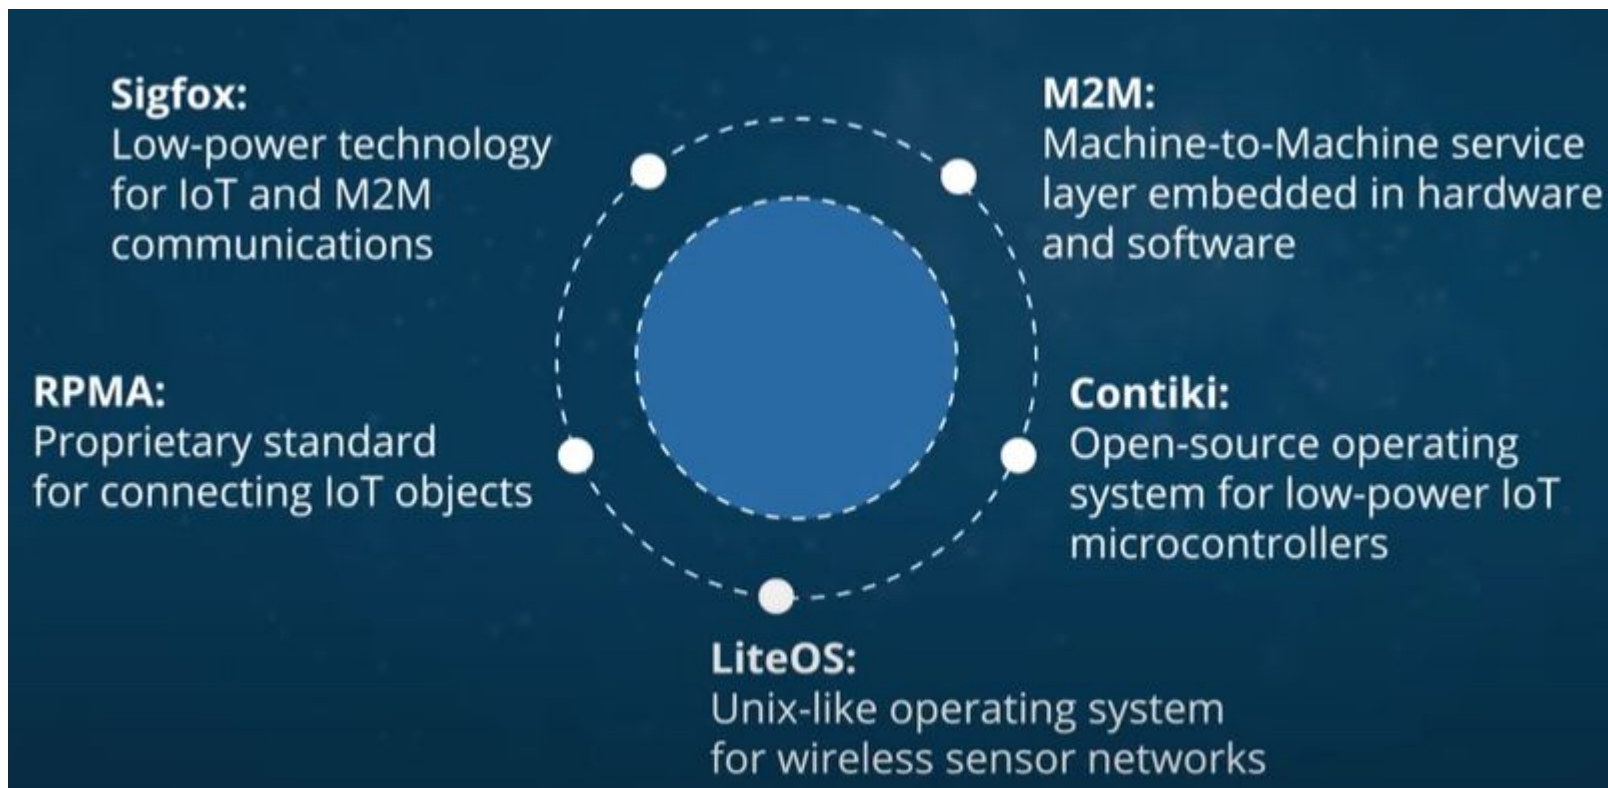 Sigfox:
Low-power technology
for IoT and M2M
communications
M2M:
Machine-to-Machine service
layer embedded in hardware
and software
RPMA:
Proprietary standard
for connecting IoT objects
Contiki:
Open-source operating
system for low-power IoT
microcontrollers
LiteOS:
Unix-like operating system
for wireless sensor networks